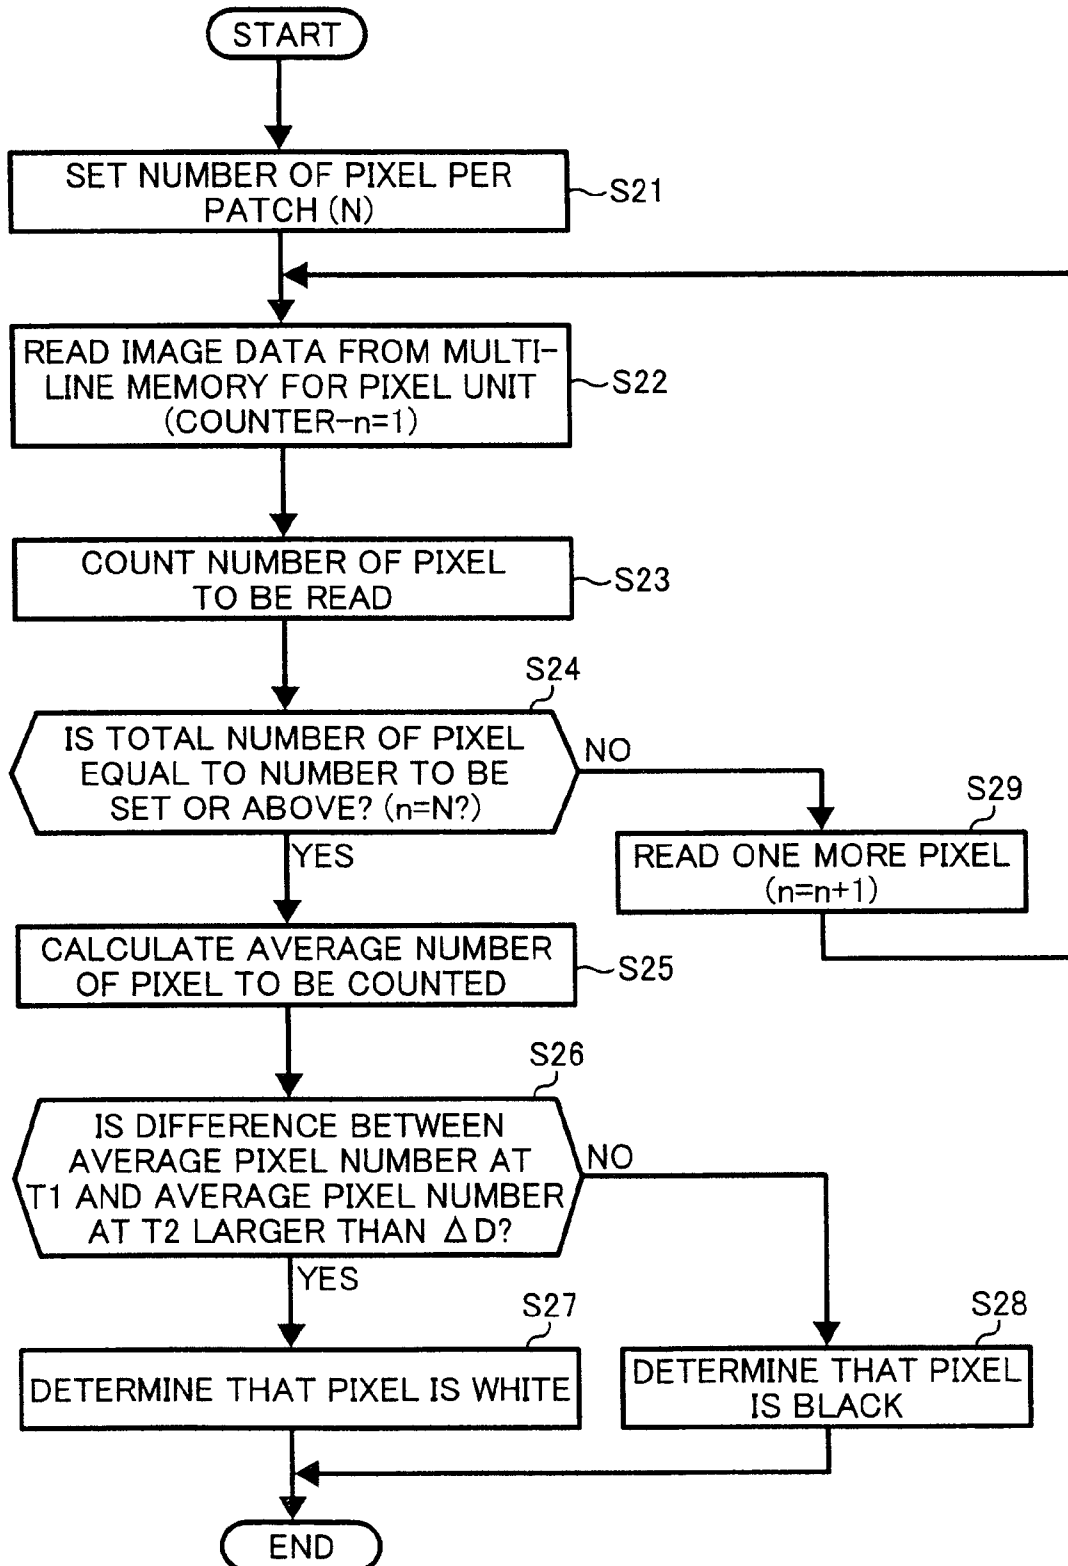 START
SET NUMBER OF PIXEL PER
PATCH (N)
S21
READ IMAGE DATA FROM MULTI-
LINE MEMORY FOR PIXEL UNIT
(COUNTER-n=1)
S22
COUNT NUMBER OF PIXEL
TO BE READ
S23
S24
IS TOTAL NUMBER OF PIXEL
EQUAL TO NUMBER TO BE
SET OR ABOVE? (n=N?)
NO
YES
S29
READ ONE MORE PIXEL
(n=n+1)
CALCULATE AVERAGE NUMBER
OF PIXEL TO BE COUNTED
S25
S26
IS DIFFERENCE BETWEEN
AVERAGE PIXEL NUMBER AT
T1 AND AVERAGE PIXEL NUMBER
AT T2 LARGER THAN ΔD?
NO
YES
S27
DETERMINE THAT PIXEL IS WHITE
S28
DETERMINE THAT PIXEL
IS BLACK
END